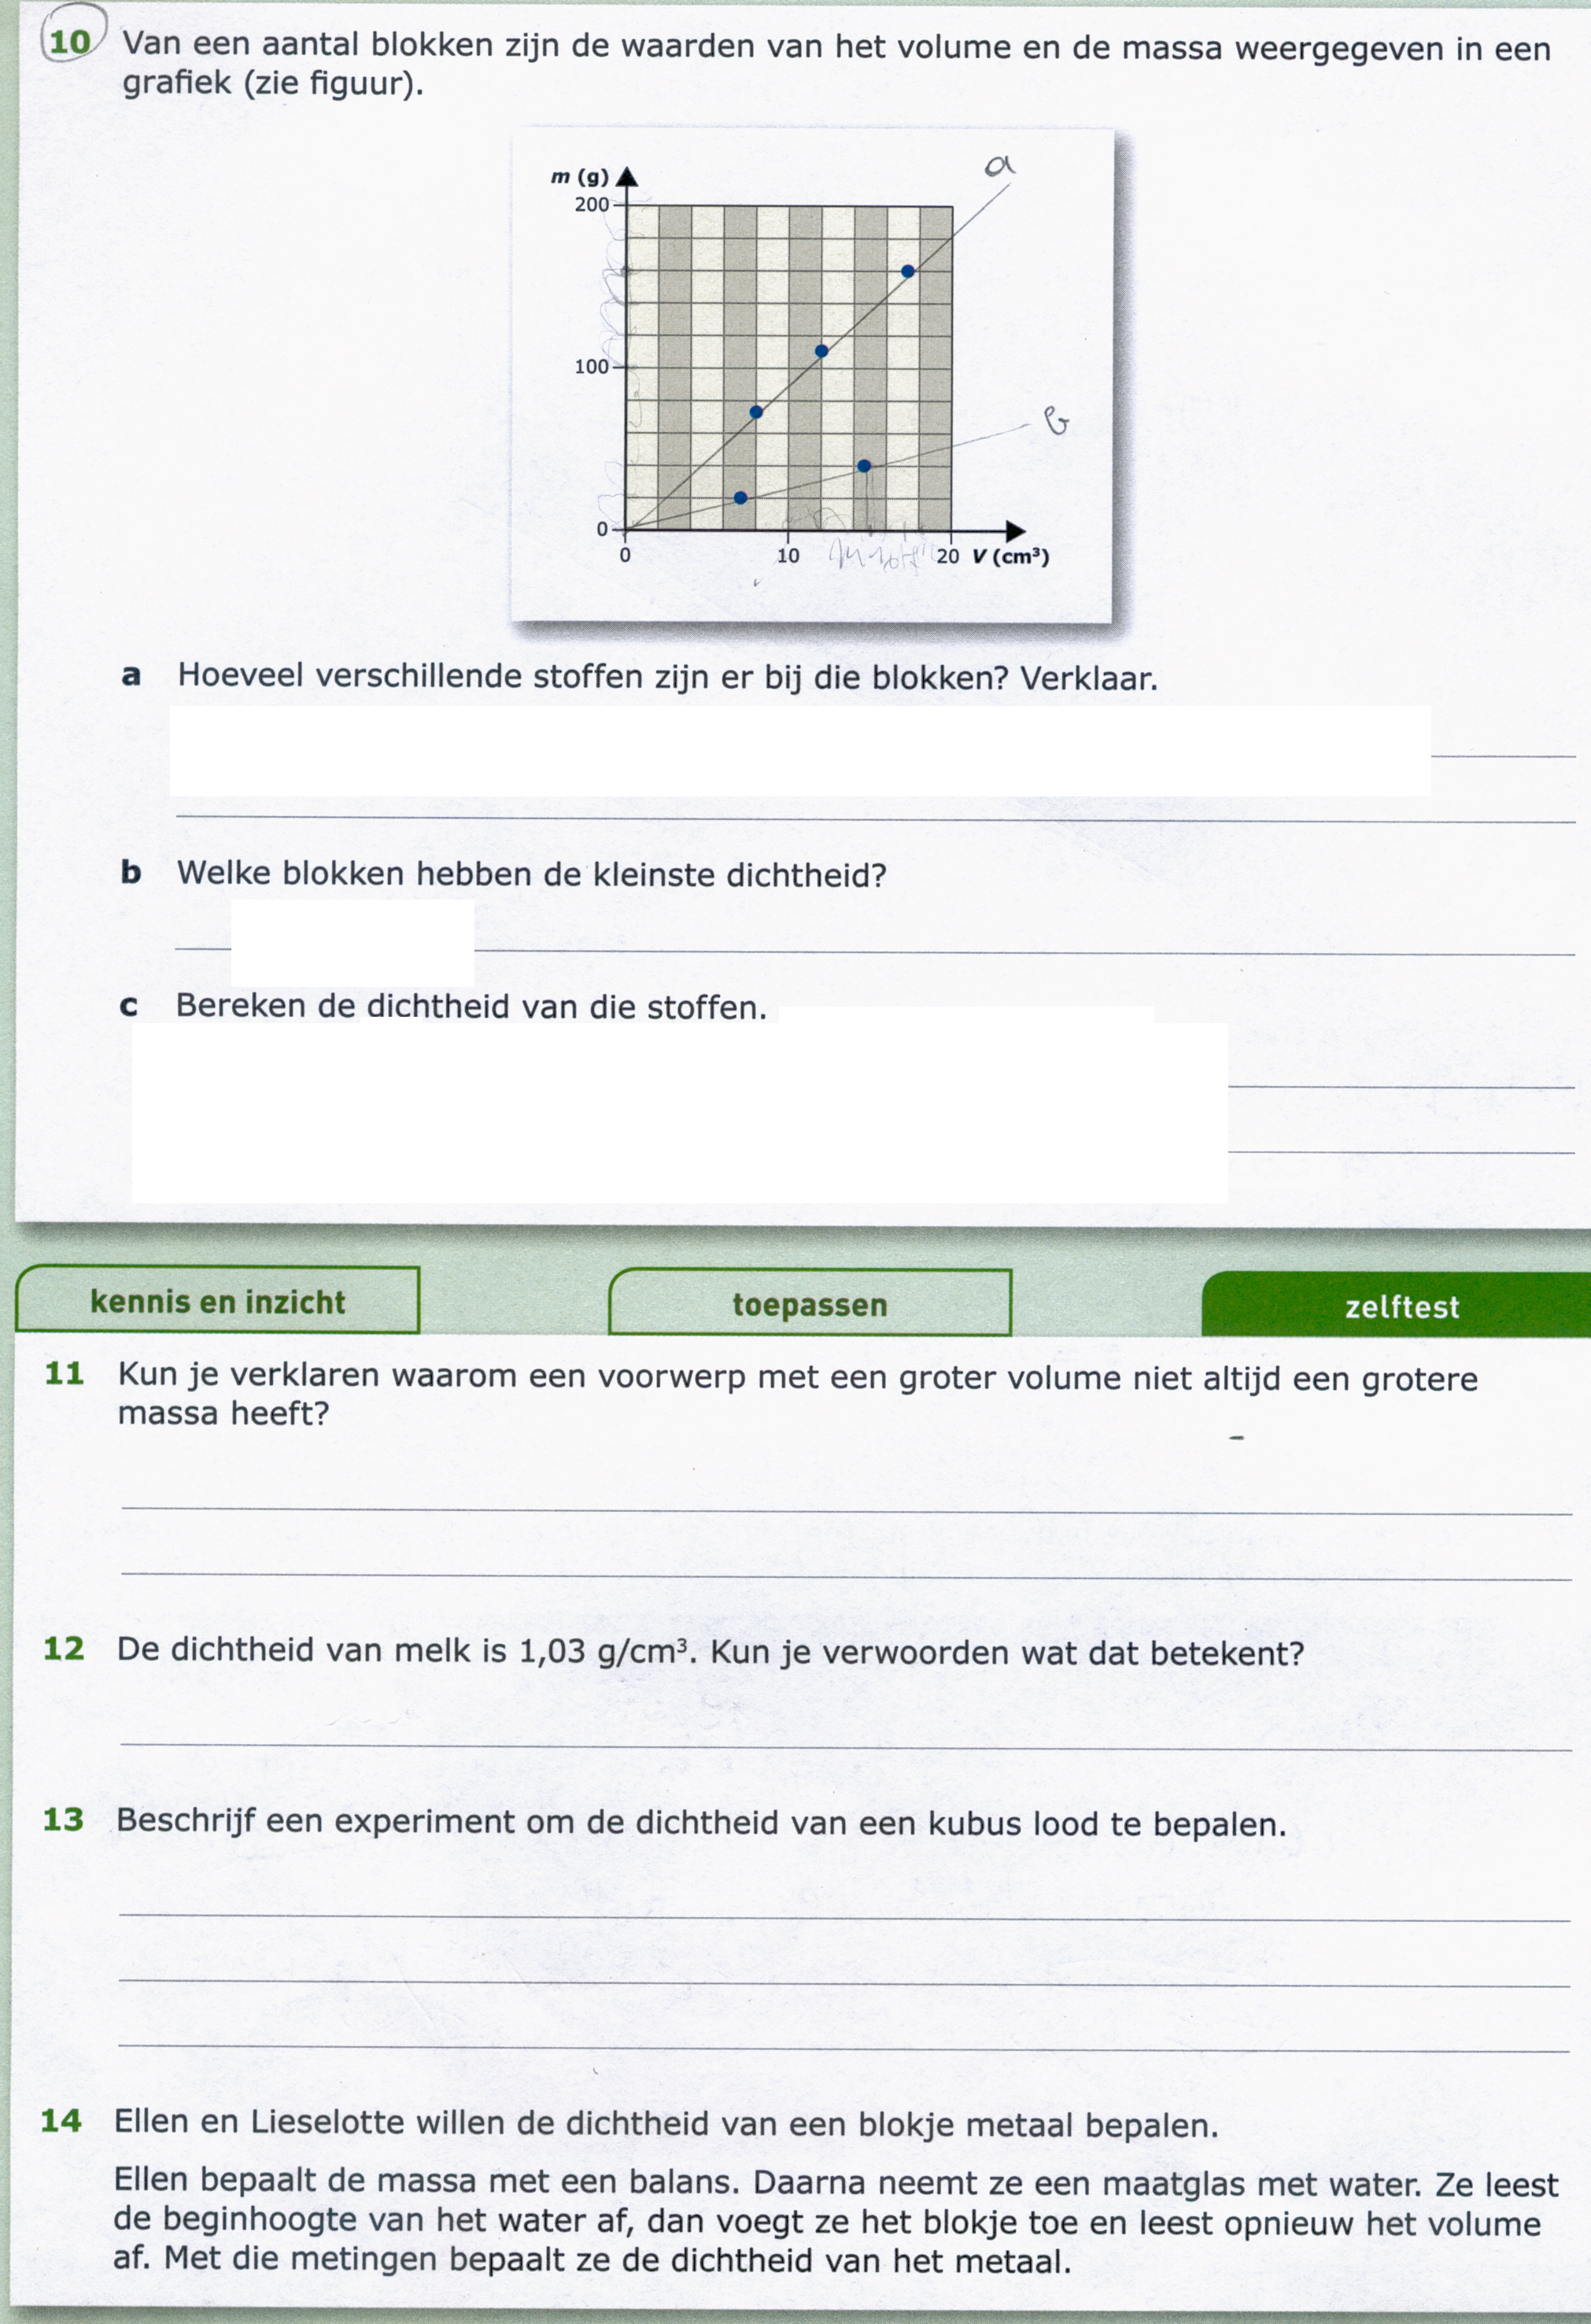 10 Van een aantal blokken zijn de waarden van het volume en de massa weergegeven in een
grafiek (zie figuur).
a
m (g)
200
100
b
0
0 10 20 V (cm³)
a Hoeveel verschillende stoffen zijn er bij die blokken? Verklaar.
b Welke blokken hebben de kleinste dichtheid?
c Bereken de dichtheid van die stoffen.
kennis en inzicht toepassen zelftest
11 Kun je verklaren waarom een voorwerp met een groter volume niet altijd een grotere
massa heeft?
12 De dichtheid van melk is 1,03 g/cm³. Kun je verwoorden wat dat betekent?
13 Beschrijf een experiment om de dichtheid van een kubus lood te bepalen.
14 Ellen en Lieselotte willen de dichtheid van een blokje metaal bepalen.
Ellen bepaalt de massa met een balans. Daarna neemt ze een maatglas met water. Ze leest
de beginhoogte van het water af, dan voegt ze het blokje toe en leest opnieuw het volume
af. Met die metingen bepaalt ze de dichtheid van het metaal.